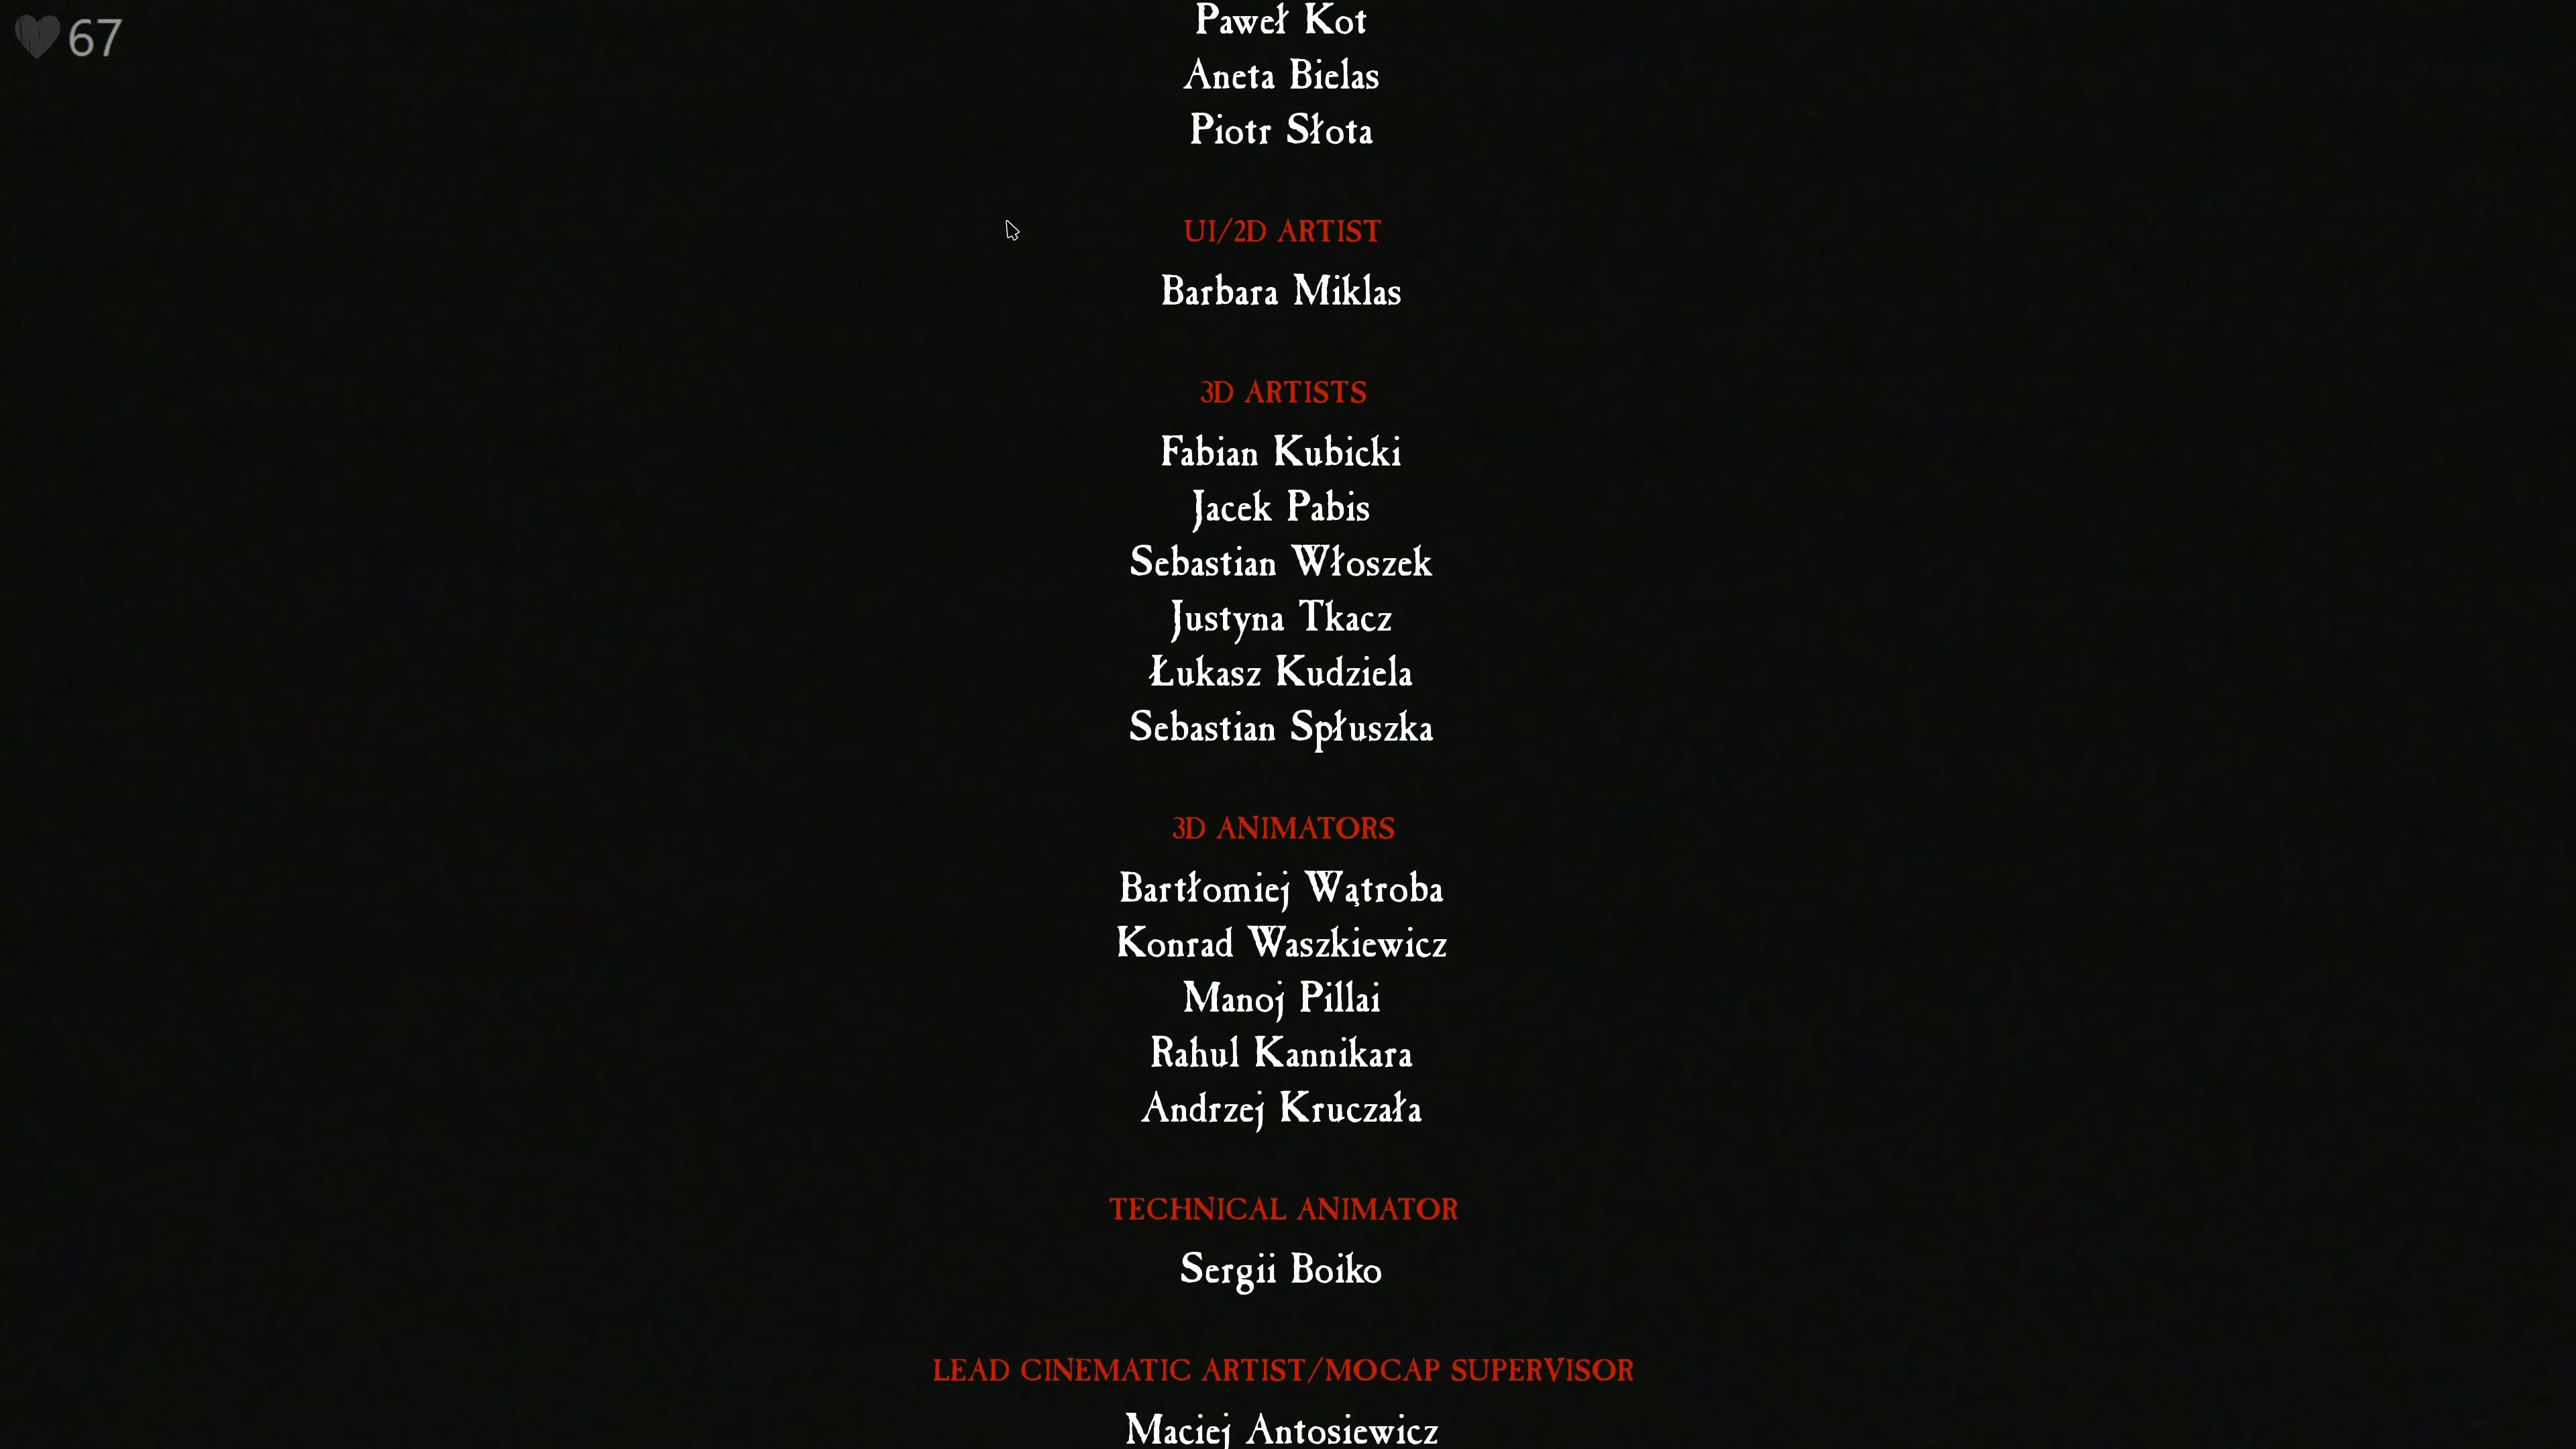 67
Paweł Kot
Aneta Bielas
Piotr Słota
UI/2D ARTIST
Barbara Miklas
3D ARTISTS
Fabian Kubicki
Jacek Pabis
Sebastian Włoszek
Justyna Tkacz
Łukasz Kudziela
Sebastian Spłuszka
3D ANIMATORS
Bartłomiej Wątroba
Konrad Waszkiewicz
Manoj Pillai
Rahul Kannikara
Andrzej Kruczała
TECHNICAL ANIMATOR
Sergii Boiko
LEAD CINEMATIC ARTIST/MOCAP SUPERVISOR
Maciej Antosiewicz